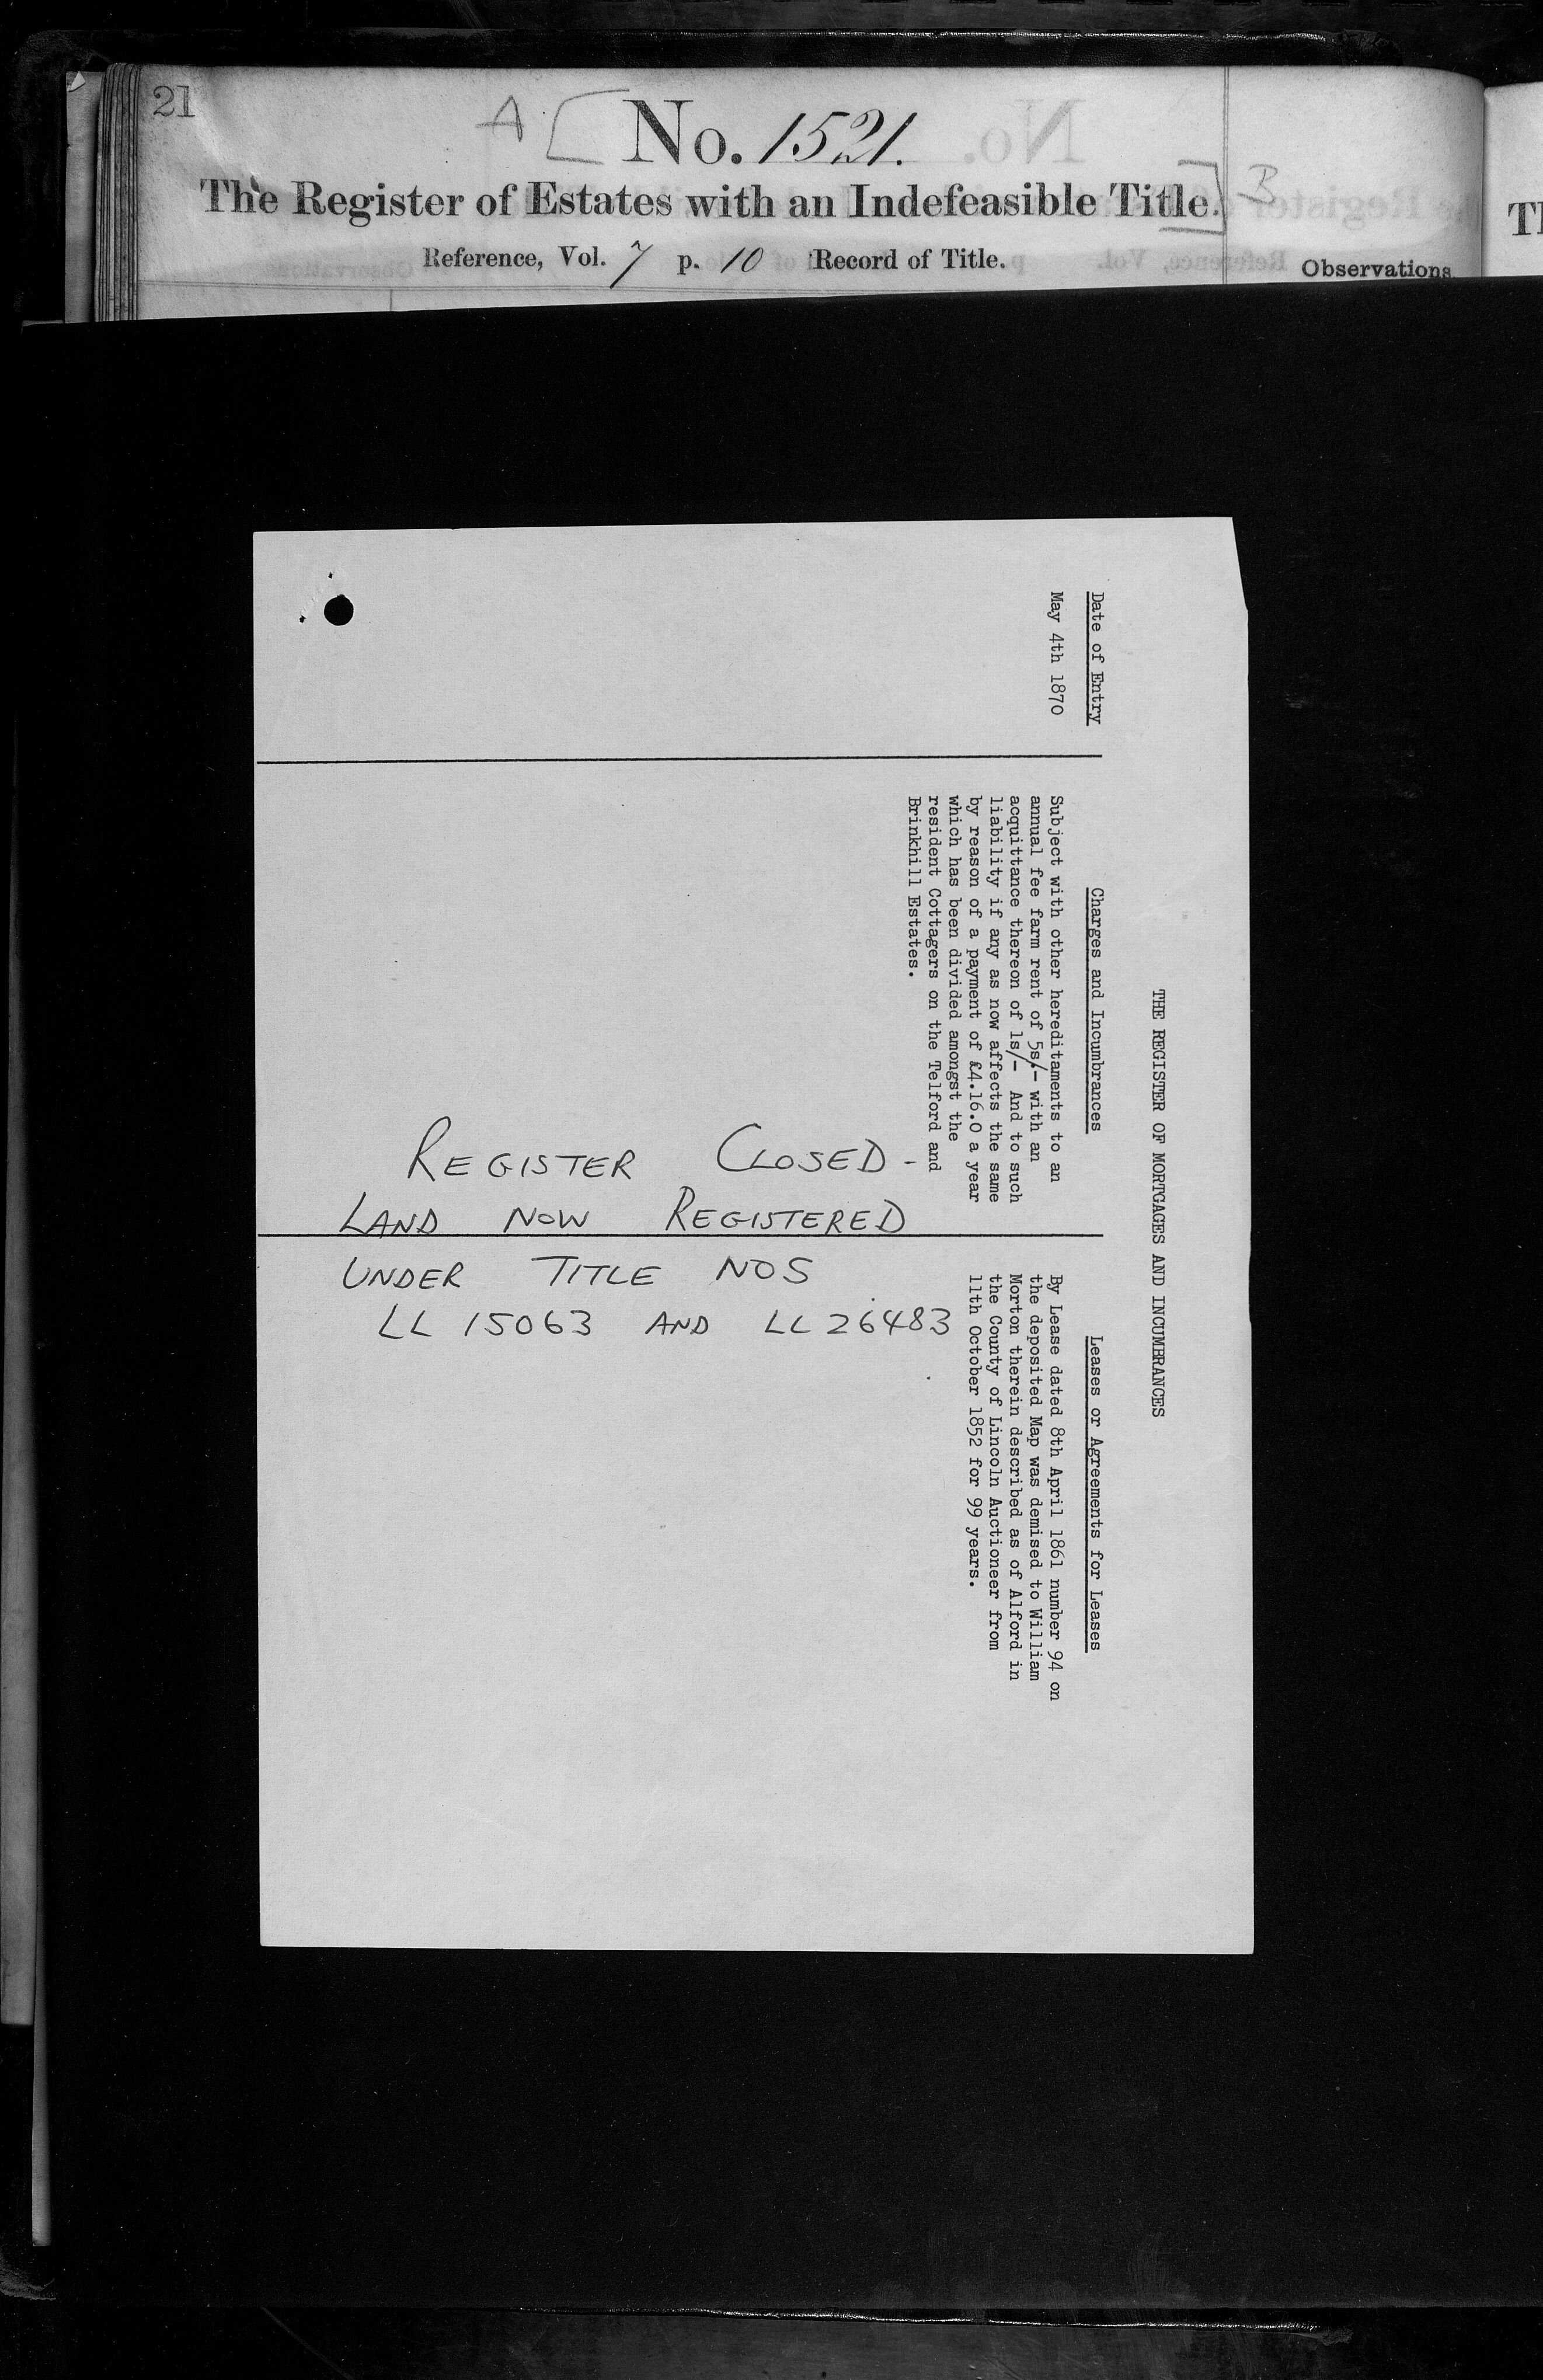 21
A [ No. 1521.
The Register of Estates with an Indefeasible Title. ] B
Reference, Vol. 7 p. 10 Record of Title.
Observations
THE REGISTER OF MORTGAGES AND INCUMBRANCES
Date of Entry
May 4th 1870
Charges and Incumbrances
Subject with other hereditaments to an
annual fee farm rent of 5s/- with an
acquittance thereon of 1s/- And to such
liability if any as now affects the same
by reason of a payment of £4.16.0 a year
which has been divided amongst the
resident Cottagers on the Telford and
Brinkhill Estates.
Leases or Agreements for Leases
By Lease dated 8th April 1861 number 94 on
the deposited Map was demised to William
Morton therein described as of Alford in
the County of Lincoln Auctioneer from
11th October 1852 for 99 years.
REGISTER CLOSED -
LAND NOW REGISTERED
UNDER TITLE NOS
LL 15063 AND LL 26483